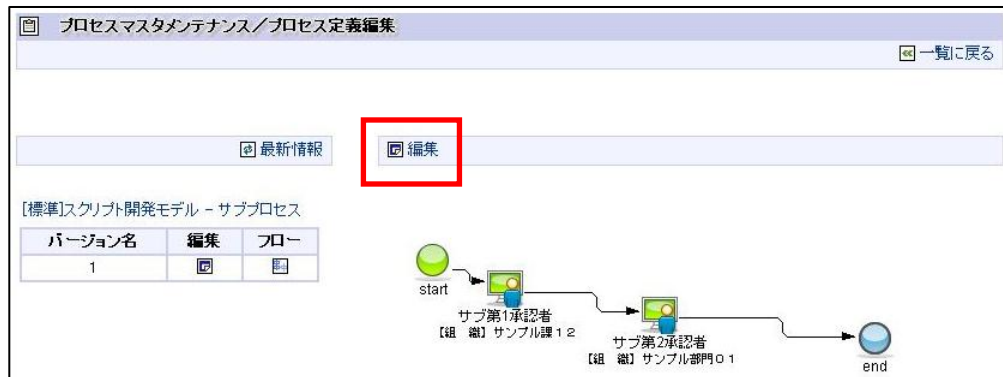 プロセスマスタメンテナンス／プロセス定義編集
一覧に戻る
最新情報
編集
[標準]スクリプト開発モデル － サブプロセス
バージョン名 編集 フロー
1
start
サブ第1承認者
【組　織】サンプル課１２
サブ第2承認者
【組　織】サンプル部門０１
end